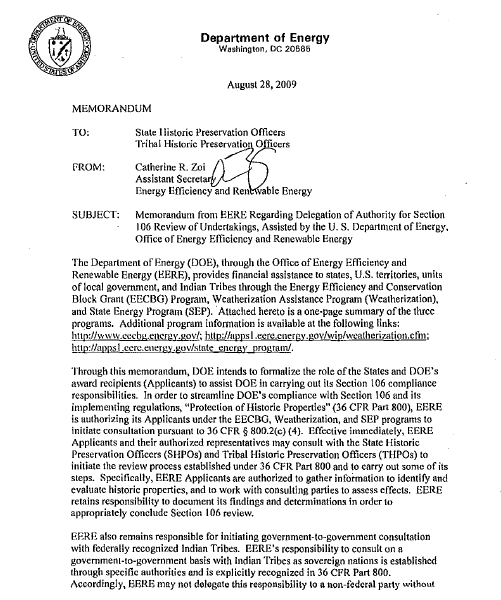 Department of Energy
Washington, DC 20585
August 28, 2009
MEMORANDUM
TO: State Historic Preservation Officers
Tribal Historic Preservation Officers
FROM: Catherine R. Zoi
Assistant Secretary
Energy Efficiency and Renewable Energy
SUBJECT: Memorandum from EERE Regarding Delegation of Authority for Section
106 Review of Undertakings, Assisted by the U. S. Department of Energy,
Office of Energy Efficiency and Renewable Energy
The Department of Energy (DOE), through the Office of Energy Efficiency and
Renewable Energy (EERE), provides financial assistance to states, U.S. territories, units
of local government, and Indian Tribes through the Energy Efficiency and Conservation
Block Grant (EECBG) Program, Weatherization Assistance Program (Weatherization),
and State Energy Program (SEP). Attached hereto is a one-page summary of the three
programs. Additional program information is available at the following links:
http://www.eecbg.energy.gov/; http://apps1.eere.energy.gov/wip/weatherization.cfm;
http://apps1.eere.energy.gov/state_energy_program/.
Through this memorandum, DOE intends to formalize the role of the States and DOE's
award recipients (Applicants) to assist DOE in carrying out its Section 106 compliance
responsibilities. In order to streamline DOE's compliance with Section 106 and its
implementing regulations, "Protection of Historic Properties" (36 CFR Part 800), EERE
is authorizing its Applicants under the EECBG, Weatherization, and SEP programs to
initiate consultation pursuant to 36 CFR § 800.2(c) (4). Effective immediately, EERE
Applicants and their authorized representatives may consult with the State Historic
Preservation Officers (SHPOs) and Tribal Historic Preservation Officers (THPOs) to
initiate the review process established under 36 CFR Part 800 and to carry out some of its
steps. Specifically, EERE Applicants are authorized to gather information to identify and
evaluate historic properties, and to work with consulting parties to assess effects. EERE
retains responsibility to document its findings and determinations in order to
appropriately conclude Section 106 review.
EERE also remains responsible for initiating government-to-government consultation
with federally recognized Indian Tribes. EERE's responsibility to consult on a
government-to-government basis with Indian Tribes as sovereign nations is established
through specific authorities and is explicitly recognized in 36 CFR Part 800.
Accordingly, EERE may not delegate this responsibility to a non-federal party without